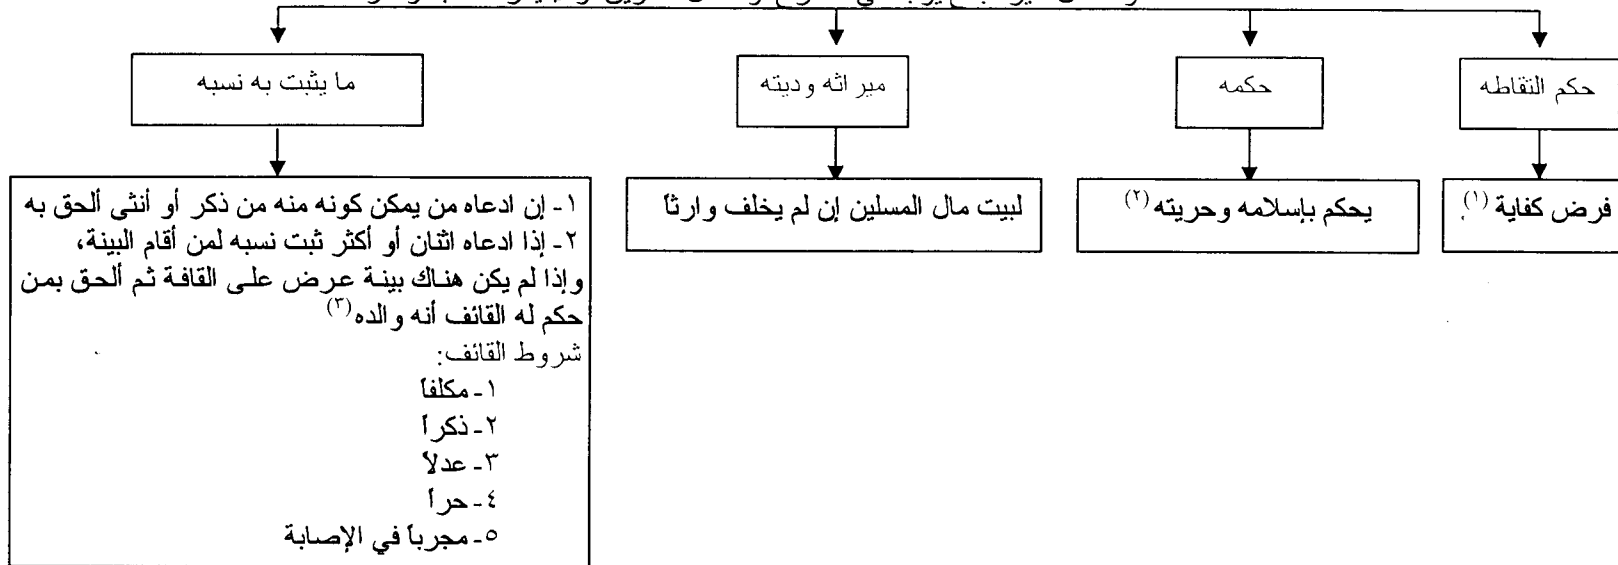 حكم التقاطه
حكمه
ميراثه وديته
ما يثبت به نسبه
فرض كفاية (١)
يحكم بإسلامه وحريته (٢)
لبيت مال المسلين إن لم يخلف وارثاً
١- إن ادعاه من يمكن كونه منه من ذكر أو أنثى ألحق به
٢- إذا ادعاه اثنان أو أكثر ثبت نسبه لمن أقام البينة،
وإذا لم يكن هناك بينة عرض على القافة ثم ألحق بمن
حكم له القائف أنه والده (٣)
شروط القائف:
١- مكلفاً
٢- ذكراً
٣- عدلاً
٤- حراً
٥- مجرباً في الإصابة